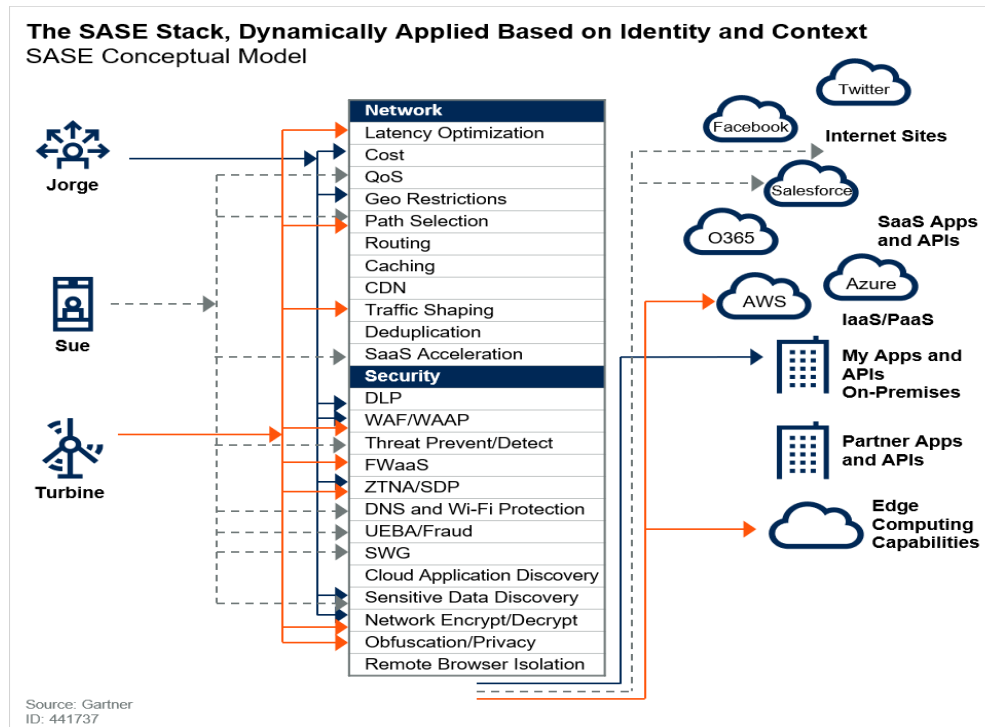 The SASE Stack, Dynamically Applied Based on Identity and Context
SASE Conceptual Model
Jorge
Sue
Turbine
Network
Latency Optimization
Cost
QoS
Geo Restrictions
Path Selection
Routing
Caching
CDN
Traffic Shaping
Deduplication
SaaS Acceleration
Security
DLP
WAF/WAAP
Threat Prevent/Detect
FWaaS
ZTNA/SDP
DNS and Wi-Fi Protection
UEBA/Fraud
SWG
Cloud Application Discovery
Sensitive Data Discovery
Network Encrypt/Decrypt
Obfuscation/Privacy
Remote Browser Isolation
Twitter
Facebook
Internet Sites
Salesforce
O365
SaaS Apps
and APIs
AWS
Azure
IaaS/PaaS
My Apps and
APIs
On-Premises
Partner Apps
and APIs
Edge
Computing
Capabilities
Source: Gartner
ID: 441737